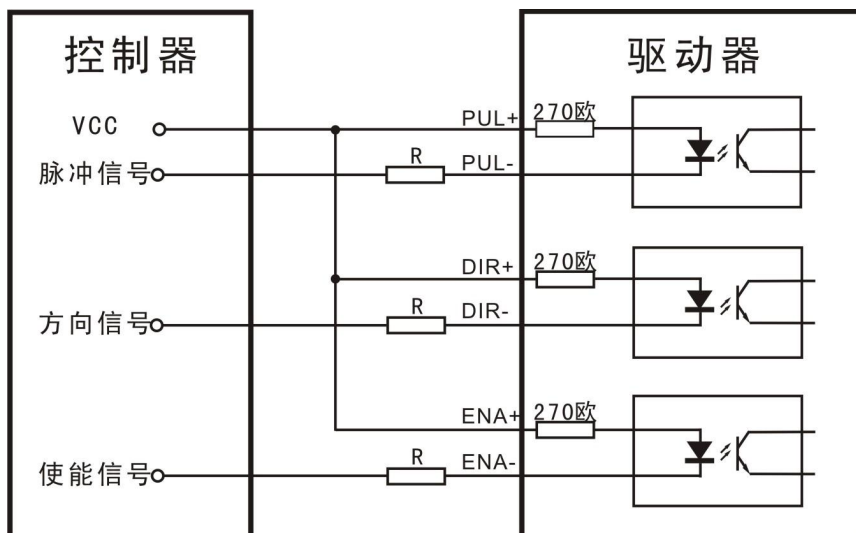 控制器
驱动器
VCC
PUL+
270欧
脉冲信号
R
PUL-
DIR+
270欧
方向信号
R
DIR-
ENA+
270欧
使能信号
R
ENA-